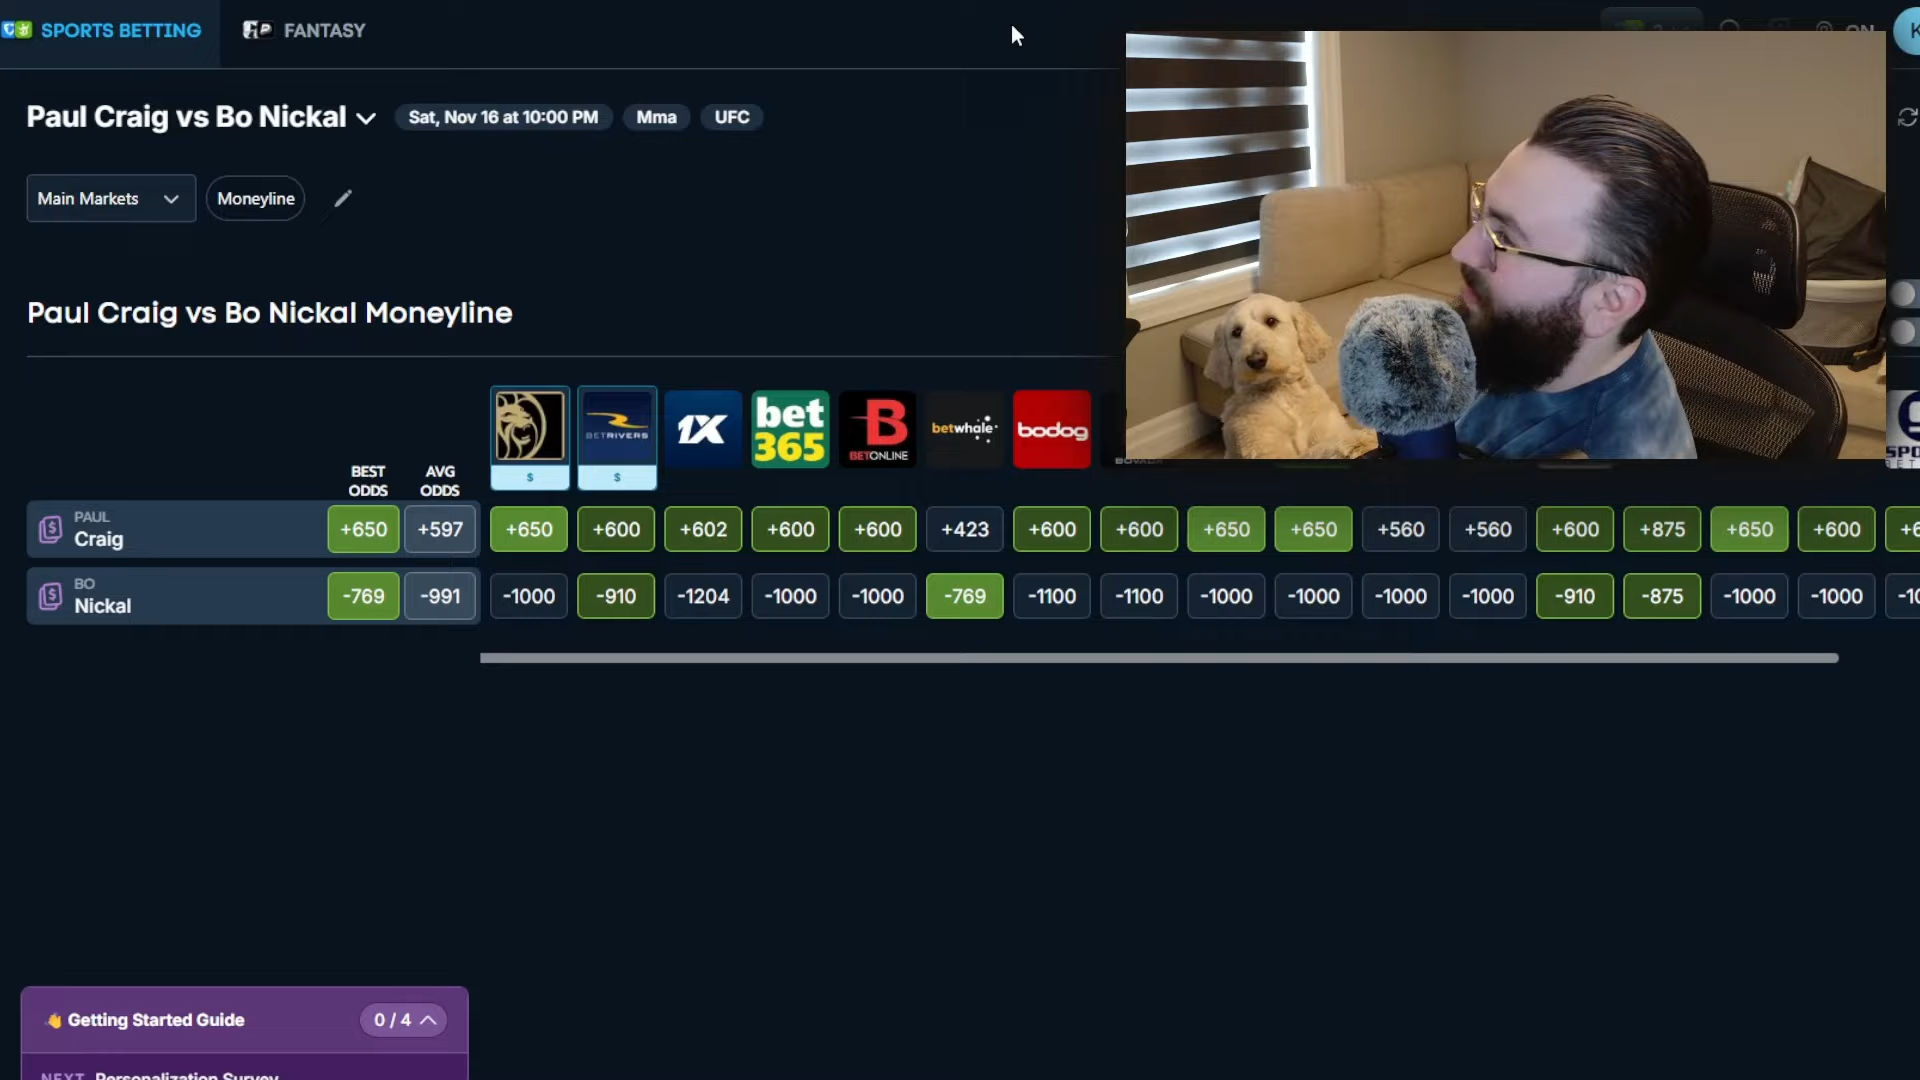 SPORTS BETTING
FANTASY
ON
K
Paul Craig vs Bo Nickal
Sat, Nov 16 at 10:00 PM
Mma
UFC
Main Markets
Moneyline
Paul Craig vs Bo Nickal Moneyline
BEST ODDS
AVG ODDS
BETRIVERS
1X
bet365
B BETONLINE
betwhale
bodog
$
$
PAUL
Craig
+650 +597 +650 +600 +602 +600 +600 +423 +600 +600 +650 +650 +560 +560 +600 +875 +650 +600
BO
Nickal
-769 -991 -1000 -910 -1204 -1000 -1000 -769 -1100 -1100 -1000 -1000 -1000 -1000 -910 -875 -1000 -1000
Getting Started Guide
0 / 4
NEXT Personalization Survey